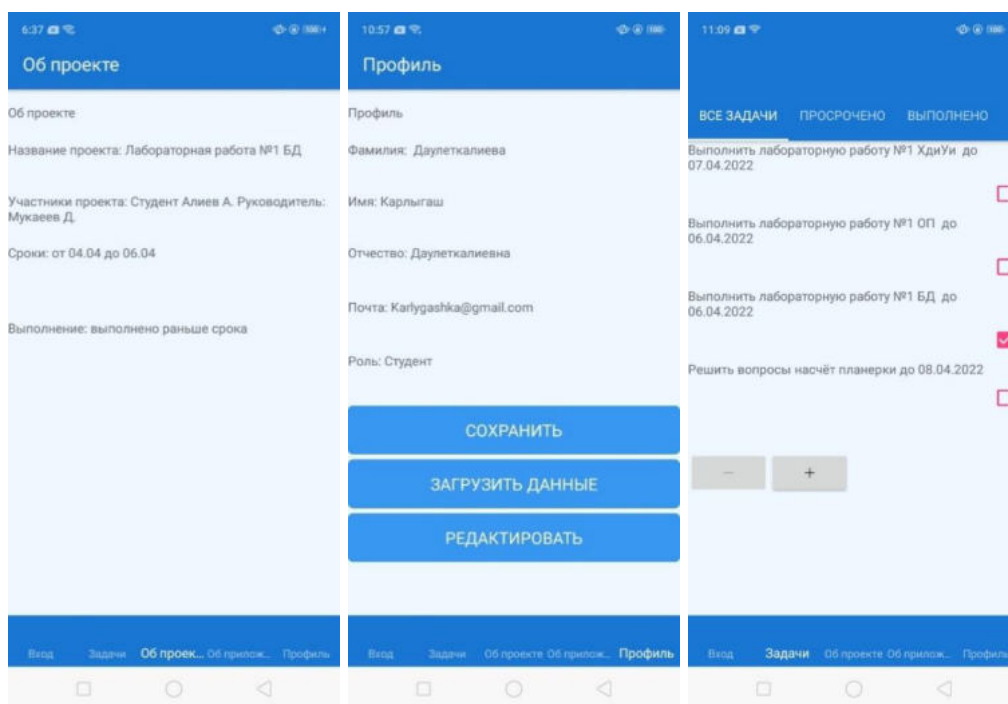 6:37
Об проекте
Об проекте
Название проекта: Лабораторная работа №1 БД
Участники проекта: Студент Алиев А. Руководитель:
Мукаеев Д.
Сроки: от 04.04 до 06.04
Выполнение: выполнено раньше срока
Вход Задачи Об проек... Об прилож... Профиль
10:57
Профиль
Профиль
Фамилия: Даулеткалиева
Имя: Карлыгаш
Отчество: Даулеткалиевна
Почта: Karlygashka@gmail.com
Роль: Студент
СОХРАНИТЬ
ЗАГРУЗИТЬ ДАННЫЕ
РЕДАКТИРОВАТЬ
Вход Задачи Об проекте Об прилож... Профиль
11:09
ВСЕ ЗАДАЧИ ПРОСРОЧЕНО ВЫПОЛНЕНО
Выполнить лабораторную работу №1 ХдиУи до
07.04.2022
Выполнить лабораторную работу №1 ОП до
06.04.2022
Выполнить лабораторную работу №1 БД до
06.04.2022
Решить вопросы насчёт планерки до 08.04.2022
− +
Вход Задачи Об проекте Об прилож... Профиль